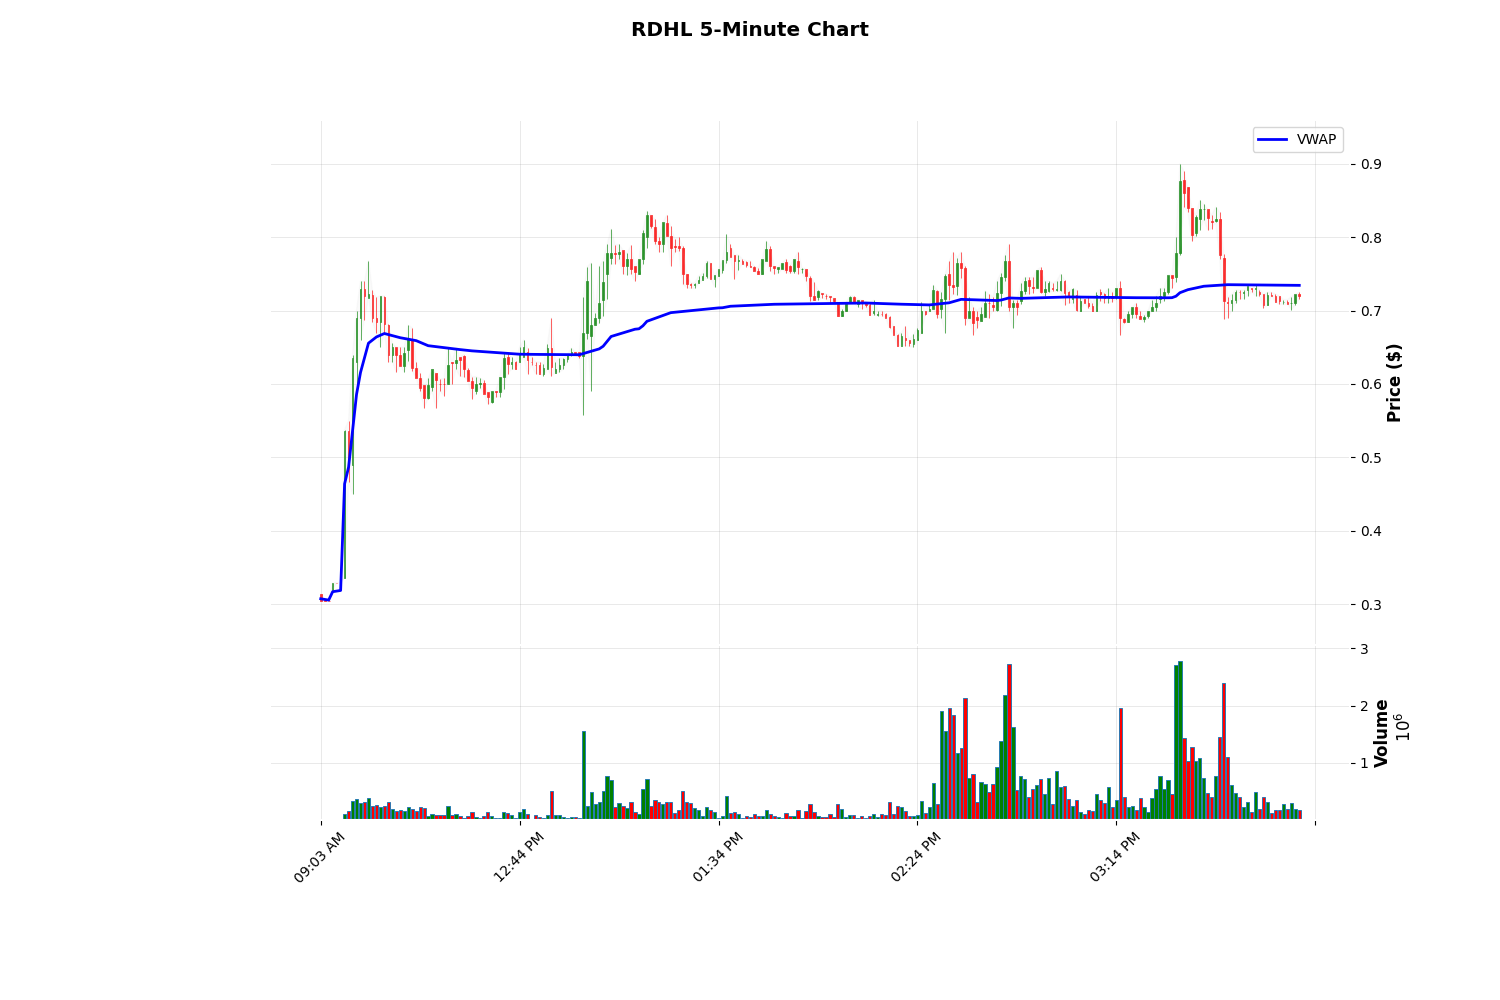 RDHL 5-Minute Chart
VWAP
0.9
0.8
0.7
0.6
0.5
0.4
0.3
Price ($)
3
2
1
Volume
10^6
09:03 AM
12:44 PM
01:34 PM
02:24 PM
03:14 PM